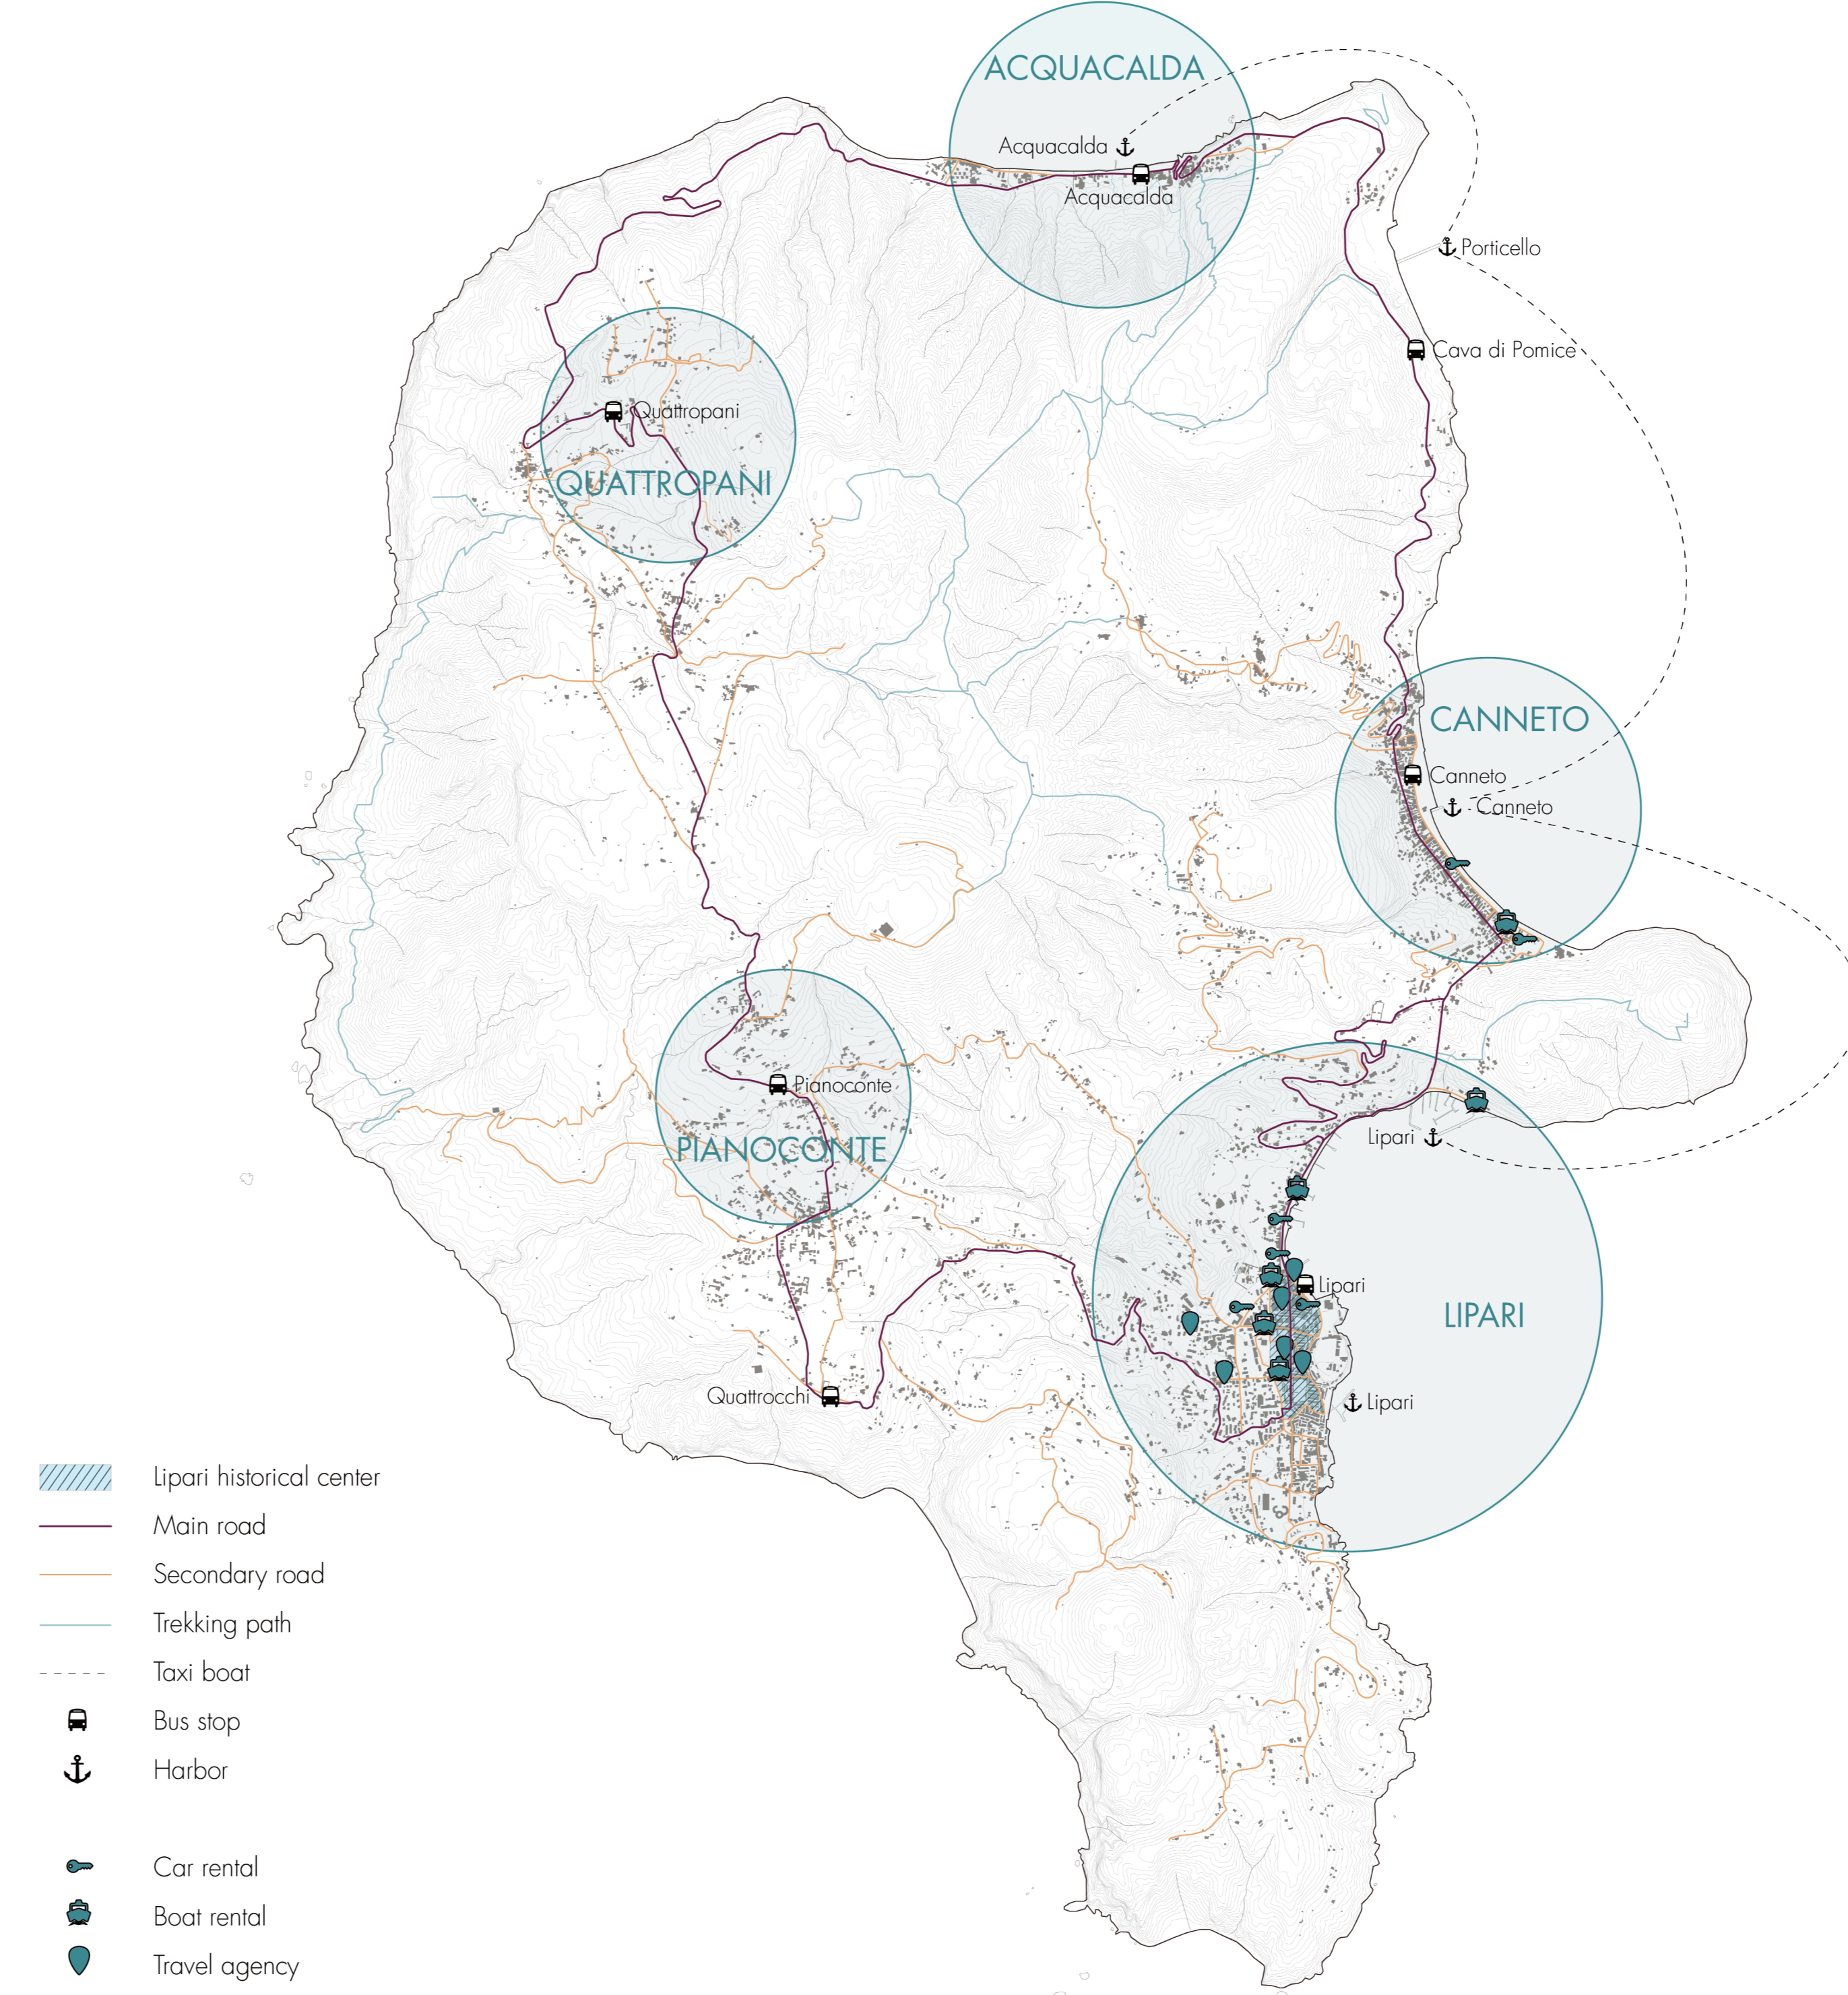 ACQUACALDA
Acquacalda
Acquacalda
Porticello
Cava di Pomice
Quattropani
QUATTROPANI
CANNETO
Canneto
Canneto
Pianoconte
PIANOCONTE
Lipari
Lipari
LIPARI
Quattrocchi
Lipari
Lipari historical center
Main road
Secondary road
Trekking path
Taxi boat
Bus stop
Harbor
Car rental
Boat rental
Travel agency